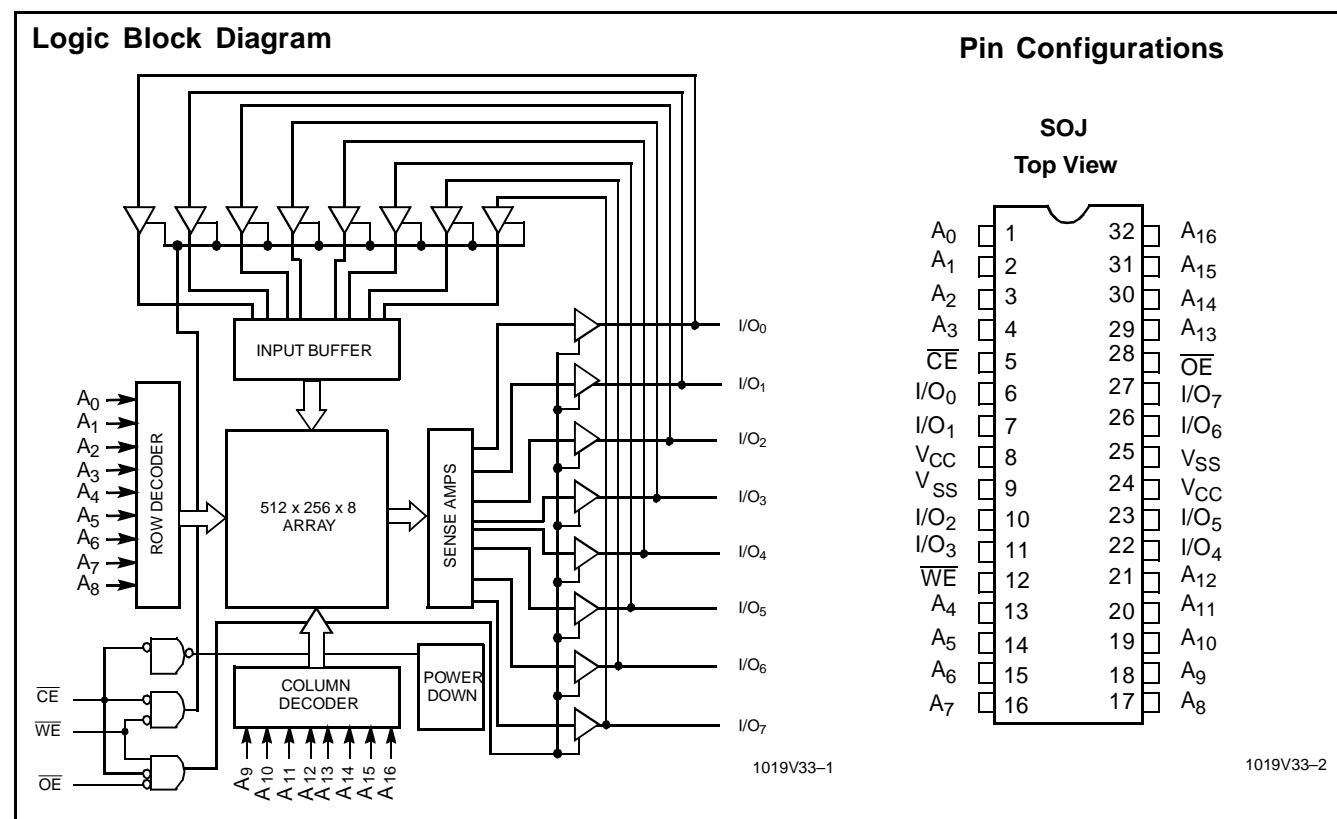 Logic Block Diagram
INPUT BUFFER
A0
A1
A2
A3
A4
A5
A6
A7
A8
ROW DECODER
512 x 256 x 8
ARRAY
SENSE AMPS
I/O0
I/O1
I/O2
I/O3
I/O4
I/O5
I/O6
I/O7
COLUMN
DECODER
POWER
DOWN
CE
WE
OE
A9
A10
A11
A12
A13
A14
A15
A16
1019V33–1
Pin Configurations
SOJ
Top View
A0 1 32 A16
A1 2 31 A15
A2 3 30 A14
A3 4 29 A13
CE 5 28 OE
I/O0 6 27 I/O7
I/O1 7 26 I/O6
VCC 8 25 VSS
VSS 9 24 VCC
I/O2 10 23 I/O5
I/O3 11 22 I/O4
WE 12 21 A12
A4 13 20 A11
A5 14 19 A10
A6 15 18 A9
A7 16 17 A8
1019V33–2